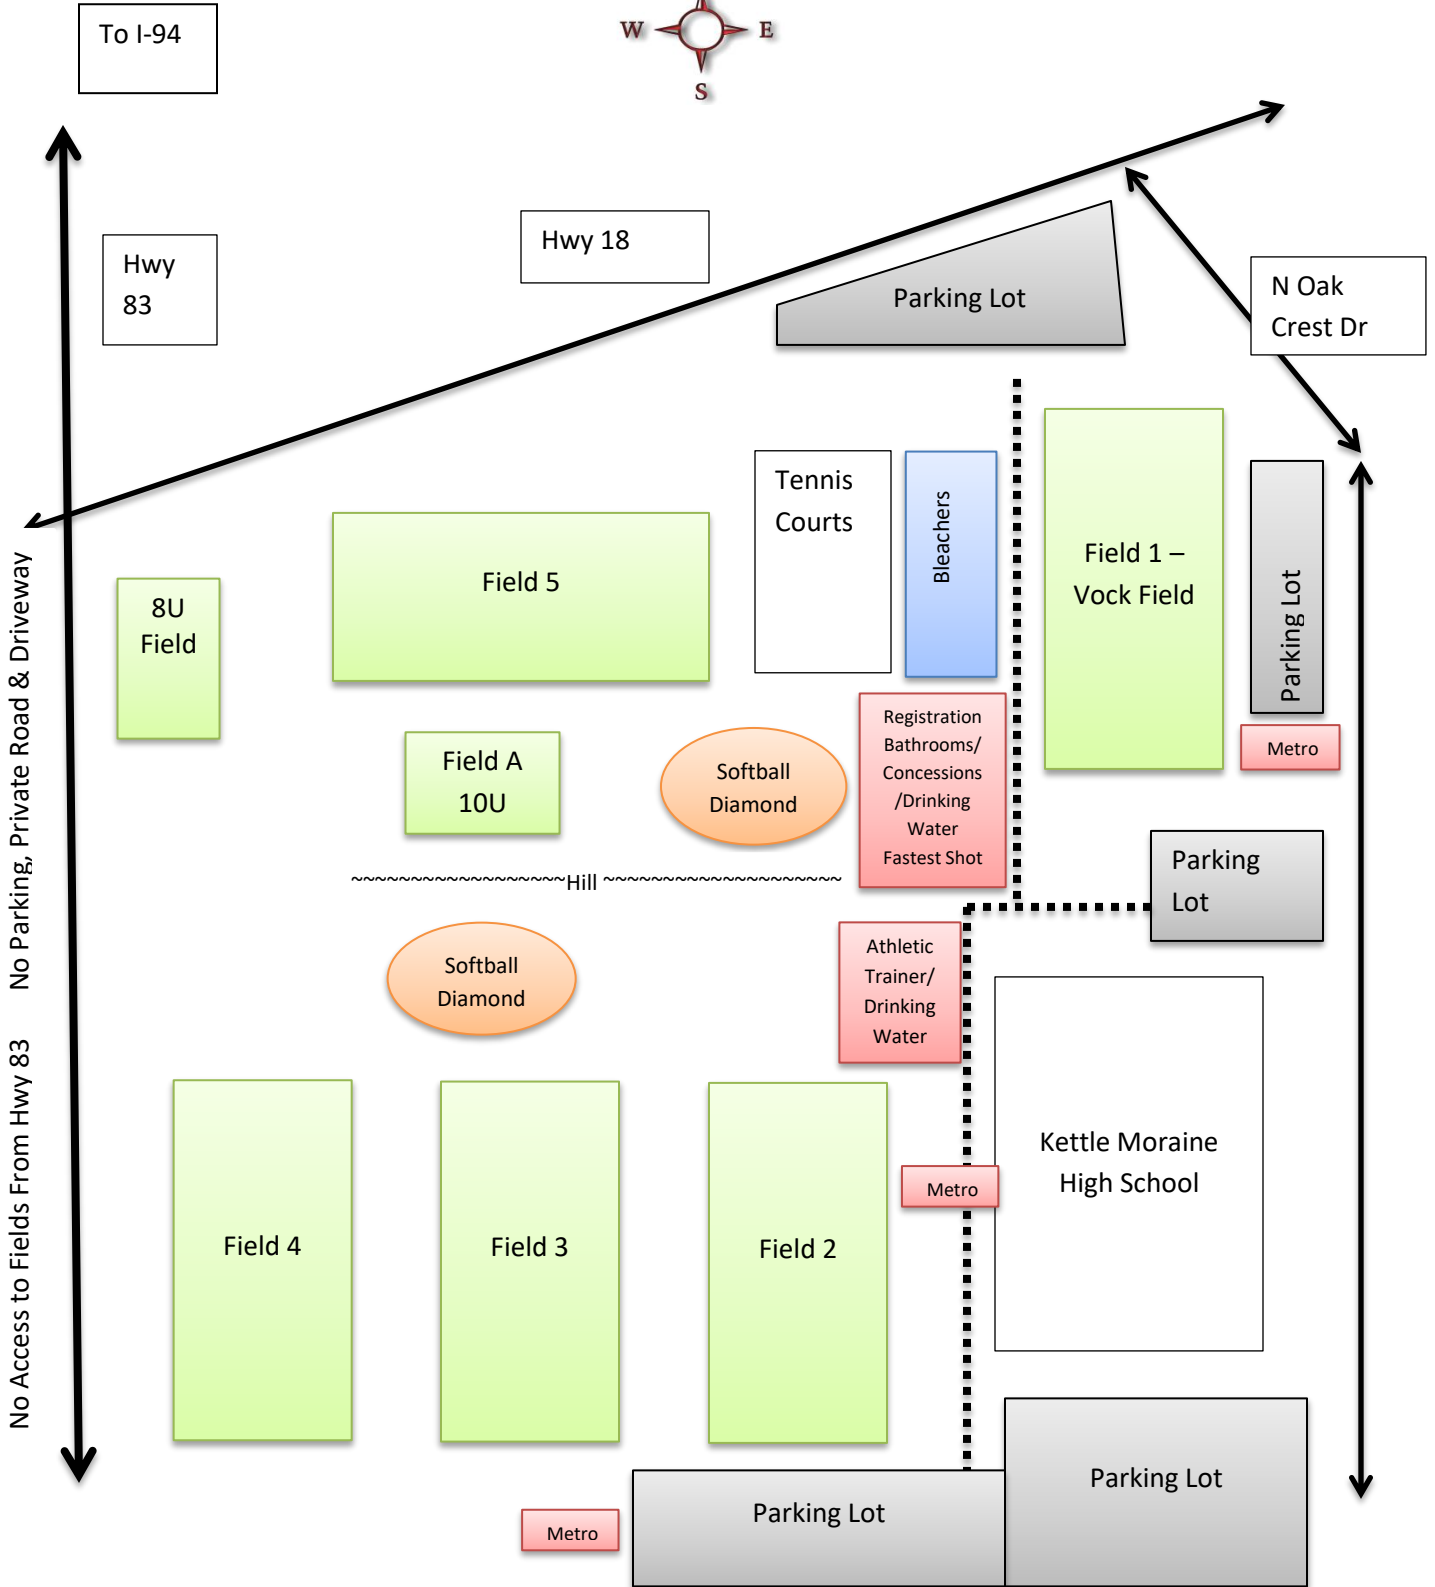 To I-94
W
E
S
Hwy
83
Hwy 18
Parking Lot
N Oak
Crest Dr
Tennis
Courts
Bleachers
Field 1 –
Vock Field
Parking Lot
Field 5
8U
Field
No Parking, Private Road & Driveway
Registration
Bathrooms/
Concessions
/Drinking
Water
Fastest Shot
Metro
Field A
10U
Softball
Diamond
Parking
Lot
~~~~~~~~~~~~~~~~~~Hill ~~~~~~~~~~~~~~~~~~~~
Softball
Diamond
Athletic
Trainer/
Drinking
Water
No Access to Fields From Hwy 83
Kettle Moraine
High School
Metro
Field 4
Field 3
Field 2
Parking Lot
Parking Lot
Metro